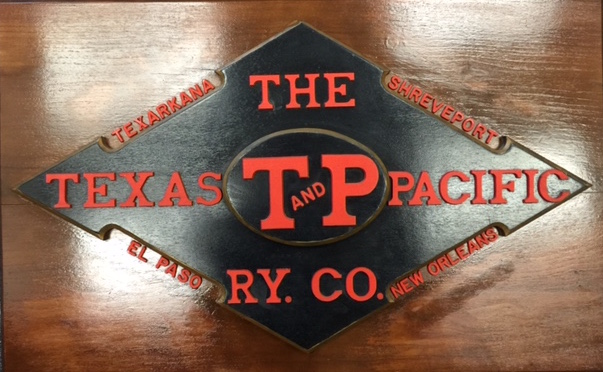 THE
TEXARKANA
SHREVEPORT
TEXAS T AND P PACIFIC
EL PASO
NEW ORLEANS
RY. CO.